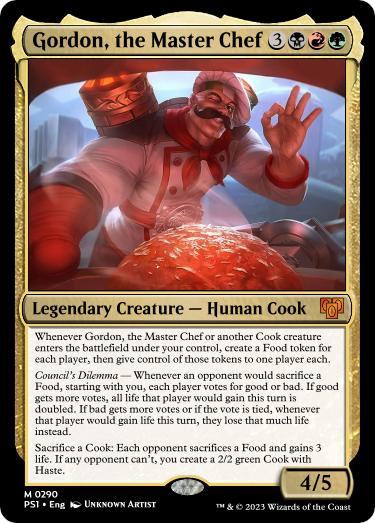 Gordon, the Master Chef 3
Legendary Creature — Human Cook
Whenever Gordon, the Master Chef or another Cook creature
enters the battlefield under your control, create a Food token for
each player, then give control of those tokens to one player each.
Council's Dilemma — Whenever an opponent would sacrifice a
Food, starting with you, each player votes for good or bad. If good
gets more votes, all life that player would gain this turn is
doubled. If bad gets more votes or if the vote is tied, whenever
that player would gain life this turn, they lose that much life
instead.
Sacrifice a Cook: Each opponent sacrifices a Food and gains 3
life. If any opponent can't, you create a 2/2 green Cook with
Haste.
4/5
M 0290
PS1 • Eng Unknown Artist
™ & © 2023 Wizards of the Coast